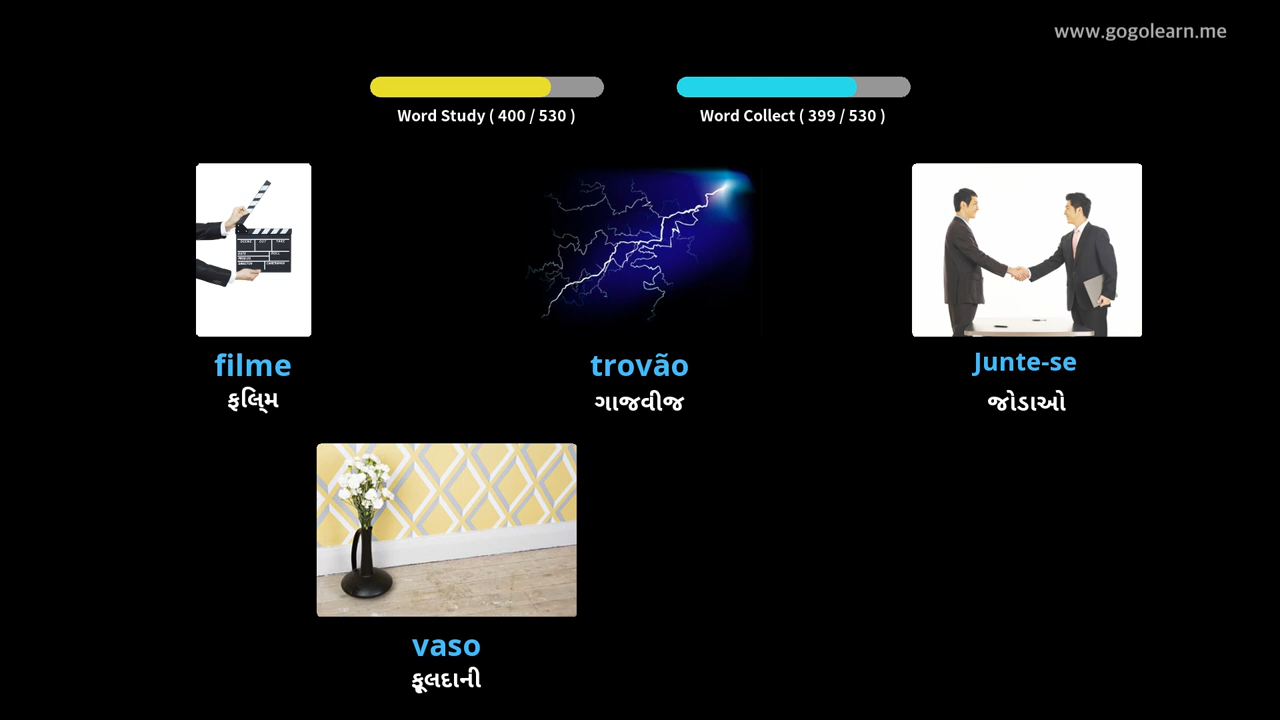 www.gogolearn.me
Word Study ( 400 / 530 )
Word Collect ( 399 / 530 )
filme
ફિલ્મ
trovão
ગાજવીજ
Junte-se
જોડાઓ
vaso
ફૂલદાની